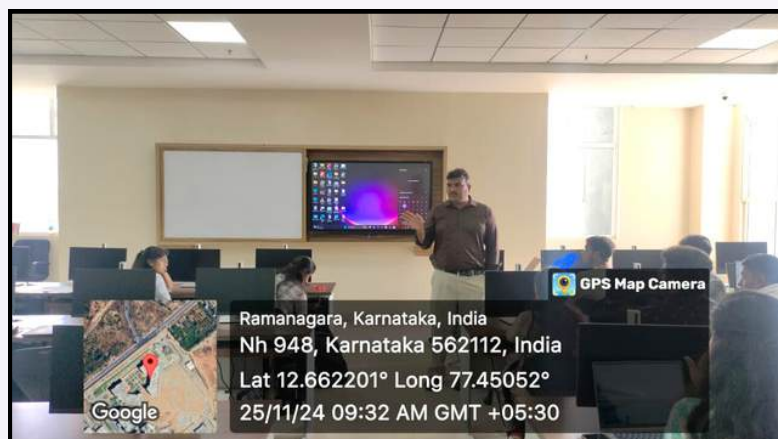 GPS Map Camera
Ramanagara, Karnataka, India
Nh 948, Karnataka 562112, India
Lat 12.662201° Long 77.45052°
25/11/24 09:32 AM GMT +05:30
Google